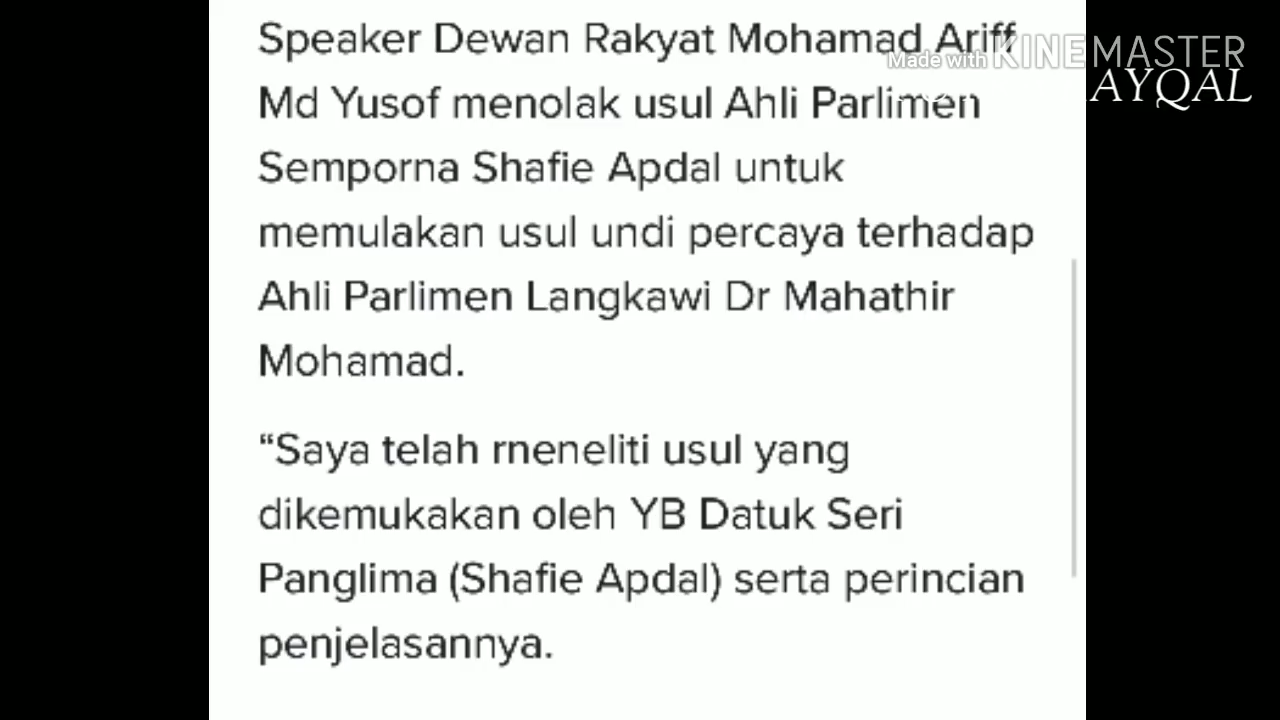 Speaker Dewan Rakyat Mohamad Ariff
Made with KINEMASTER
Md Yusof menolak usul Ahli Parlimen
AYQAL
Semporna Shafie Apdal untuk
memulakan usul undi percaya terhadap
Ahli Parlimen Langkawi Dr Mahathir
Mohamad.
“Saya telah rneneliti usul yang
dikemukakan oleh YB Datuk Seri
Panglima (Shafie Apdal) serta perincian
penjelasannya.